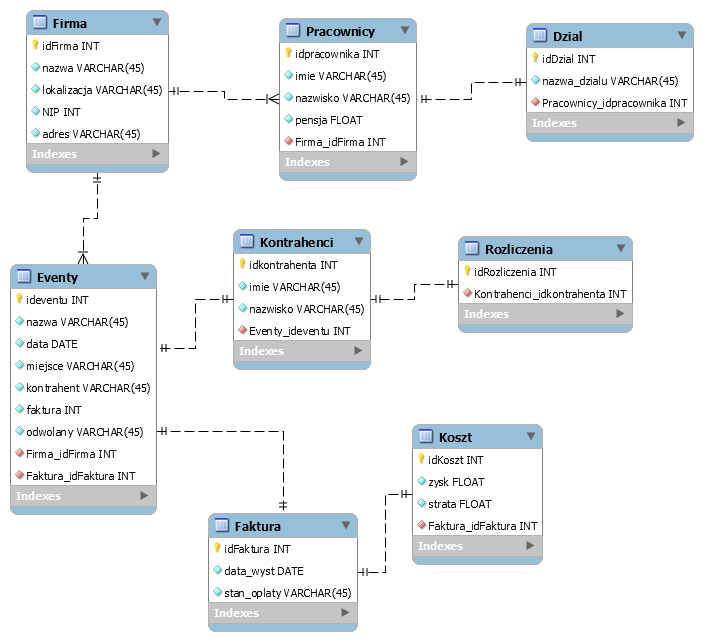 Firma
idFirma INT
nazwa VARCHAR(45)
lokalizacja VARCHAR(45)
NIP INT
adres VARCHAR(45)
Indexes
Pracownicy
idpracownika INT
imie VARCHAR(45)
nazwisko VARCHAR(45)
pensja FLOAT
Firma_idFirma INT
Indexes
Dzial
idDzial INT
nazwa_dzialu VARCHAR(45)
Pracownicy_idpracownika INT
Indexes
Eventy
ideventu INT
nazwa VARCHAR(45)
data DATE
miejsce VARCHAR(45)
kontrahent VARCHAR(45)
faktura INT
odwolany VARCHAR(45)
Firma_idFirma INT
Faktura_idFaktura INT
Indexes
Kontrahenci
idkontrahenta INT
imie VARCHAR(45)
nazwisko VARCHAR(45)
Eventy_ideventu INT
Indexes
Rozliczenia
idRozliczenia INT
Kontrahenci_idkontrahenta INT
Indexes
Faktura
idFaktura INT
data_wyst DATE
stan_oplaty VARCHAR(45)
Indexes
Koszt
idKoszt INT
zysk FLOAT
strata FLOAT
Faktura_idFaktura INT
Indexes